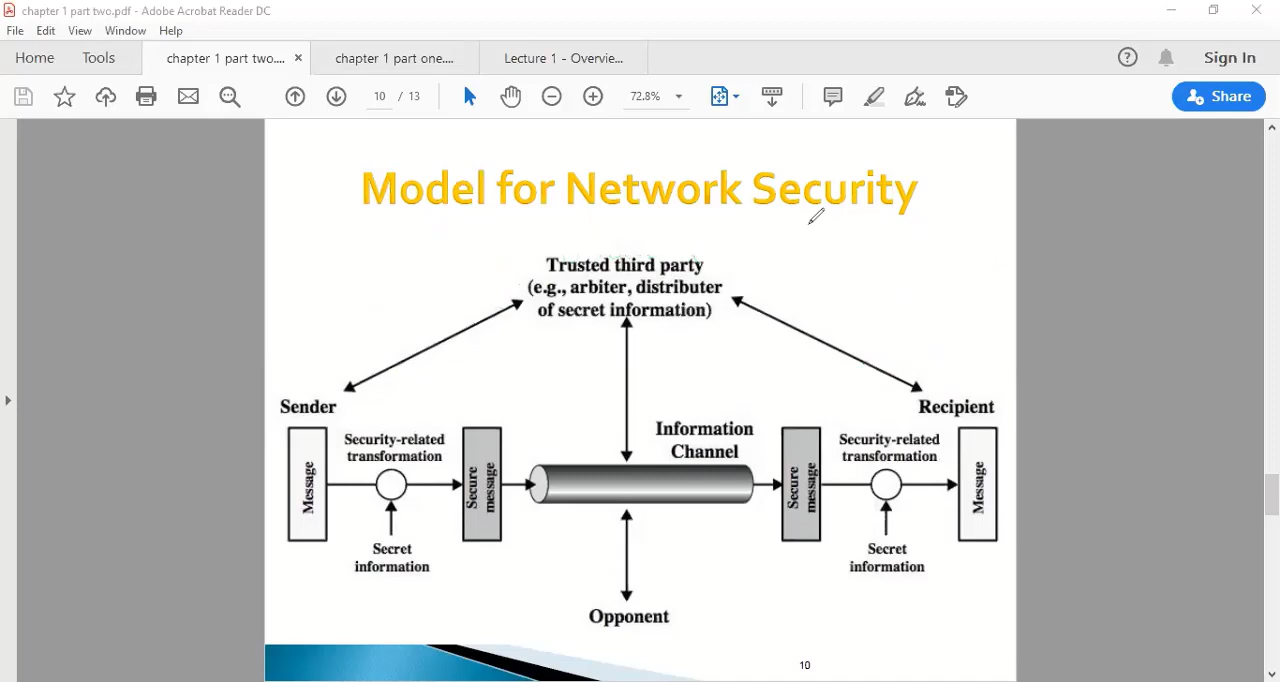 chapter 1 part two.pdf - Adobe Acrobat Reader DC
File Edit View Window Help
Home Tools chapter 1 part two.... × chapter 1 part one.... Lecture 1 - Overvie... Sign In
10 / 13 72.8% Share
Model for Network Security
Trusted third party
(e.g., arbiter, distributer
of secret information)
Sender
Recipient
Information
Channel
Security-related
transformation
Security-related
transformation
Message
Secure
message
Secure
message
Message
Secret
information
Secret
information
Opponent
10